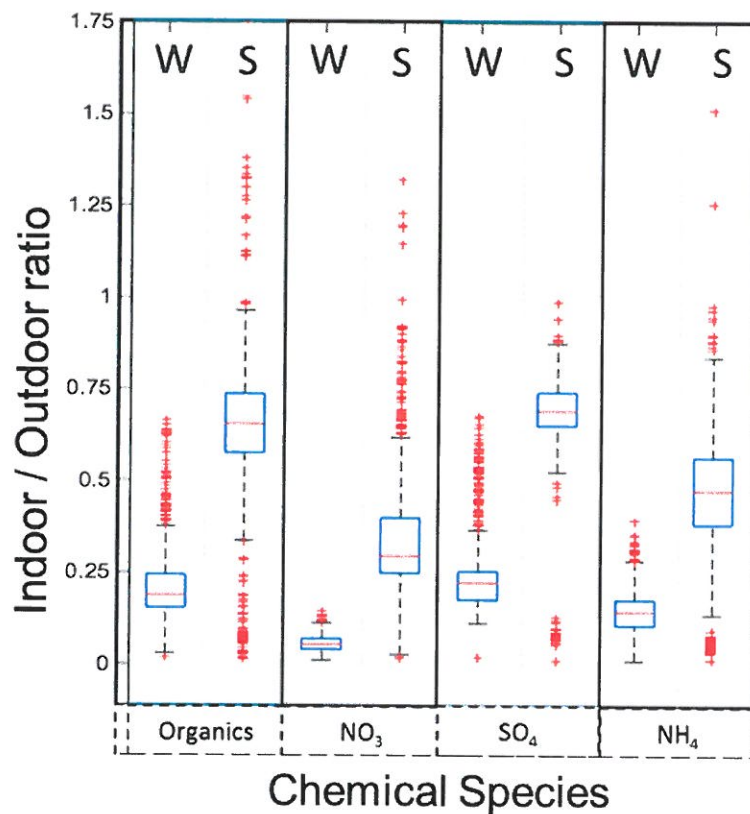 Indoor / Outdoor ratio
1.75
1.5
1.25
1
0.75
0.5
0.25
0
W S W S W S W S
Organics NO₃ SO₄ NH₄
Chemical Species